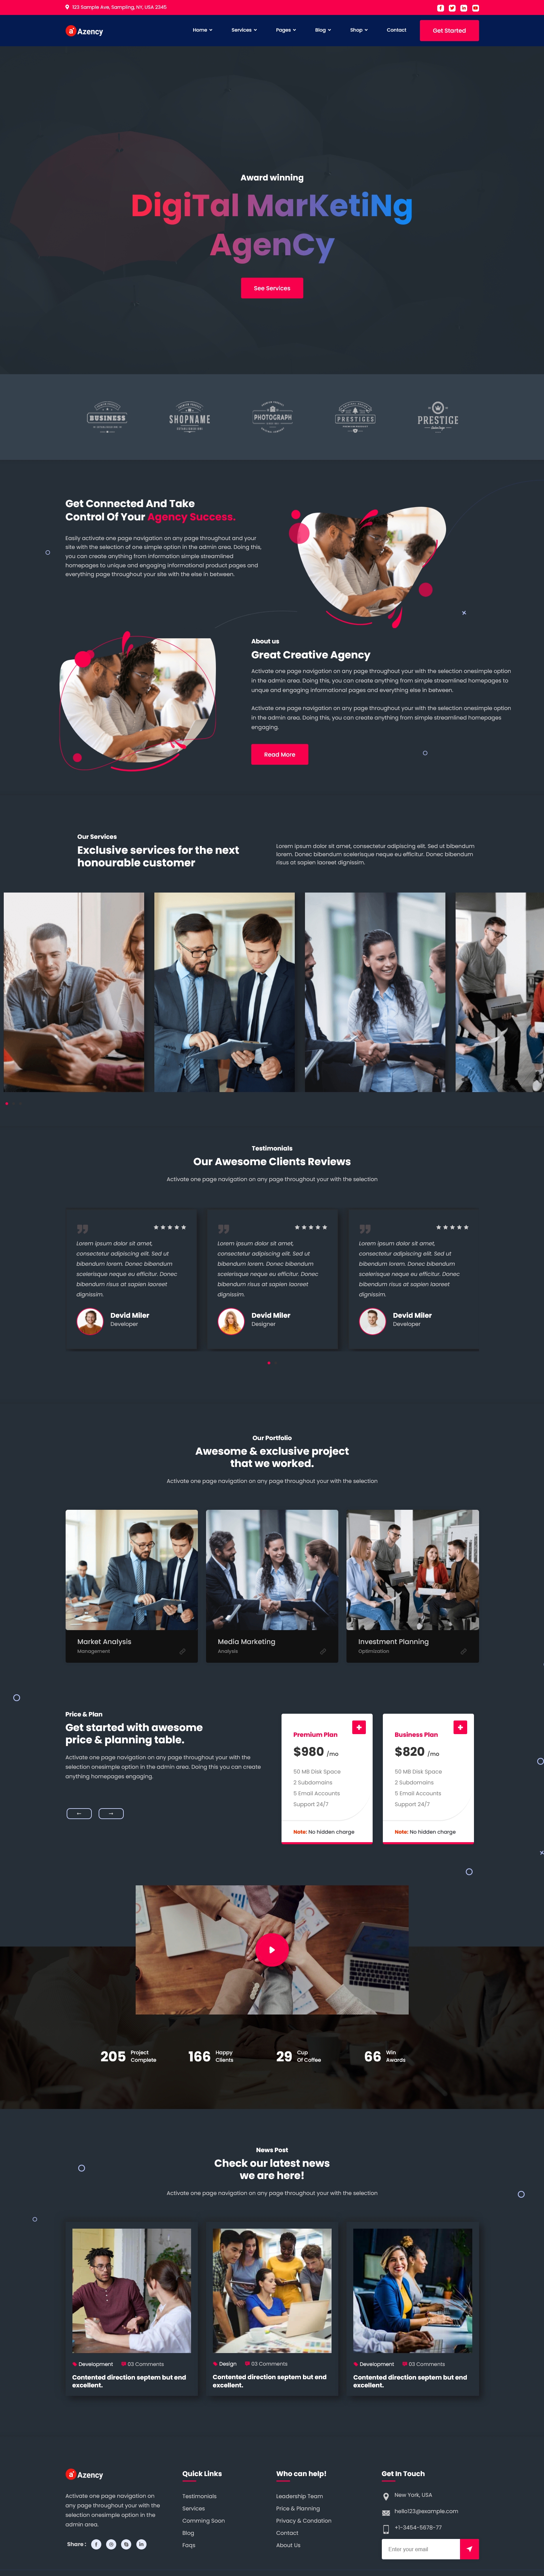 123 Sample Ave, Sampling, NY, USA 2345
Azency
Home
Services
Pages
Blog
Shop
Contact
Get Started
Award winning
DigiTal MarKetiNg
AgenCy
See Services
BUSINESS
SHOPNAME
PHOTOGRAPH
PRESTIGES
PRESTIGE
Get Connected And Take
Control Of Your Agency Success.
Easily activate one page navigation on any page throughout and your
site with the selection of one simple option in the admin area. Doing this,
you can create anything from information simple streamlined
homepages to unique and engaging informational product pages and
everything page throughout your site with the else in between.
About us
Great Creative Agency
Activate one page navigation on any page throughout your with the selection onesimple option
in the admin area. Doing this, you can create anything from simple streamlined homepages to
unque and engaging informational pages and everything else in between.
Activate one page navigation on any page throughout your with the selection onesimple option
in the admin area. Doing this, you can create anything from simple streamlined homepages
engaging.
Read More
Our Services
Exclusive services for the next
honourable customer
Lorem ipsum dolor sit amet, consectetur adipiscing elit. Sed ut bibendum
lorem. Donec bibendum scelerisque neque eu efficitur. Donec bibendum
risus at sapien laoreet dignissim.
Testimonials
Our Awesome Clients Reviews
Activate one page navigation on any page throughout your with the selection
Lorem ipsum dolor sit amet,
consectetur adipiscing elit. Sed ut
bibendum lorem. Donec bibendum
scelerisque neque eu efficitur. Donec
bibendum risus at sapien laoreet
dignissim.
Devid Miler
Developer
Lorem ipsum dolor sit amet,
consectetur adipiscing elit. Sed ut
bibendum lorem. Donec bibendum
scelerisque neque eu efficitur. Donec
bibendum risus at sapien laoreet
dignissim.
Devid Miler
Designer
Lorem ipsum dolor sit amet,
consectetur adipiscing elit. Sed ut
bibendum lorem. Donec bibendum
scelerisque neque eu efficitur. Donec
bibendum risus at sapien laoreet
dignissim.
Devid Miler
Developer
Our Portfolio
Awesome & exclusive project
that we worked.
Activate one page navigation on any page throughout your with the selection
Market Analysis
Management
Media Marketing
Analysis
Investment Planning
Optimization
Price & Plan
Get started with awesome
price & planning table.
Activate one page navigation on any page throughout your with the
selection onesimple option in the admin area. Doing this you can create
anything homepages engaging.
Premium Plan
$980 /mo
50 MB Disk Space
2 Subdomains
5 Email Accounts
Support 24/7
Note: No hidden charge
Business Plan
$820 /mo
50 MB Disk Space
2 Subdomains
5 Email Accounts
Support 24/7
Note: No hidden charge
205 Project
Complete
166 Happy
Clients
29 Cup
Of Coffee
66 Win
Awards
News Post
Check our latest news
we are here!
Activate one page navigation on any page throughout your with the selection
Development 03 Comments
Contented direction septem but end
excellent.
Design 03 Comments
Contented direction septem but end
excellent.
Development 03 Comments
Contented direction septem but end
excellent.
Azency
Activate one page navigation on
any page throughout your with the
selection onesimple option in the
admin area.
Share :
Quick Links
Testimonials
Services
Comming Soon
Blog
Faqs
Who can help!
Leadership Team
Price & Planning
Privacy & Condation
Contact
About Us
Get In Touch
New York, USA
hello123@example.com
+1-3454-5678-77
Enter your email